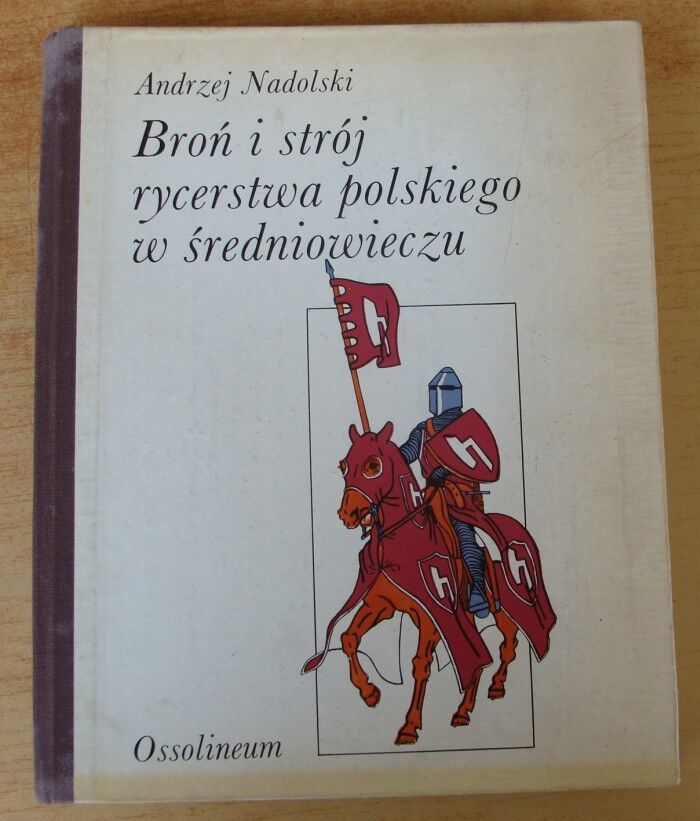 Andrzej Nadolski
Broń i strój
rycerstwa polskiego
w średniowieczu
Ossolineum